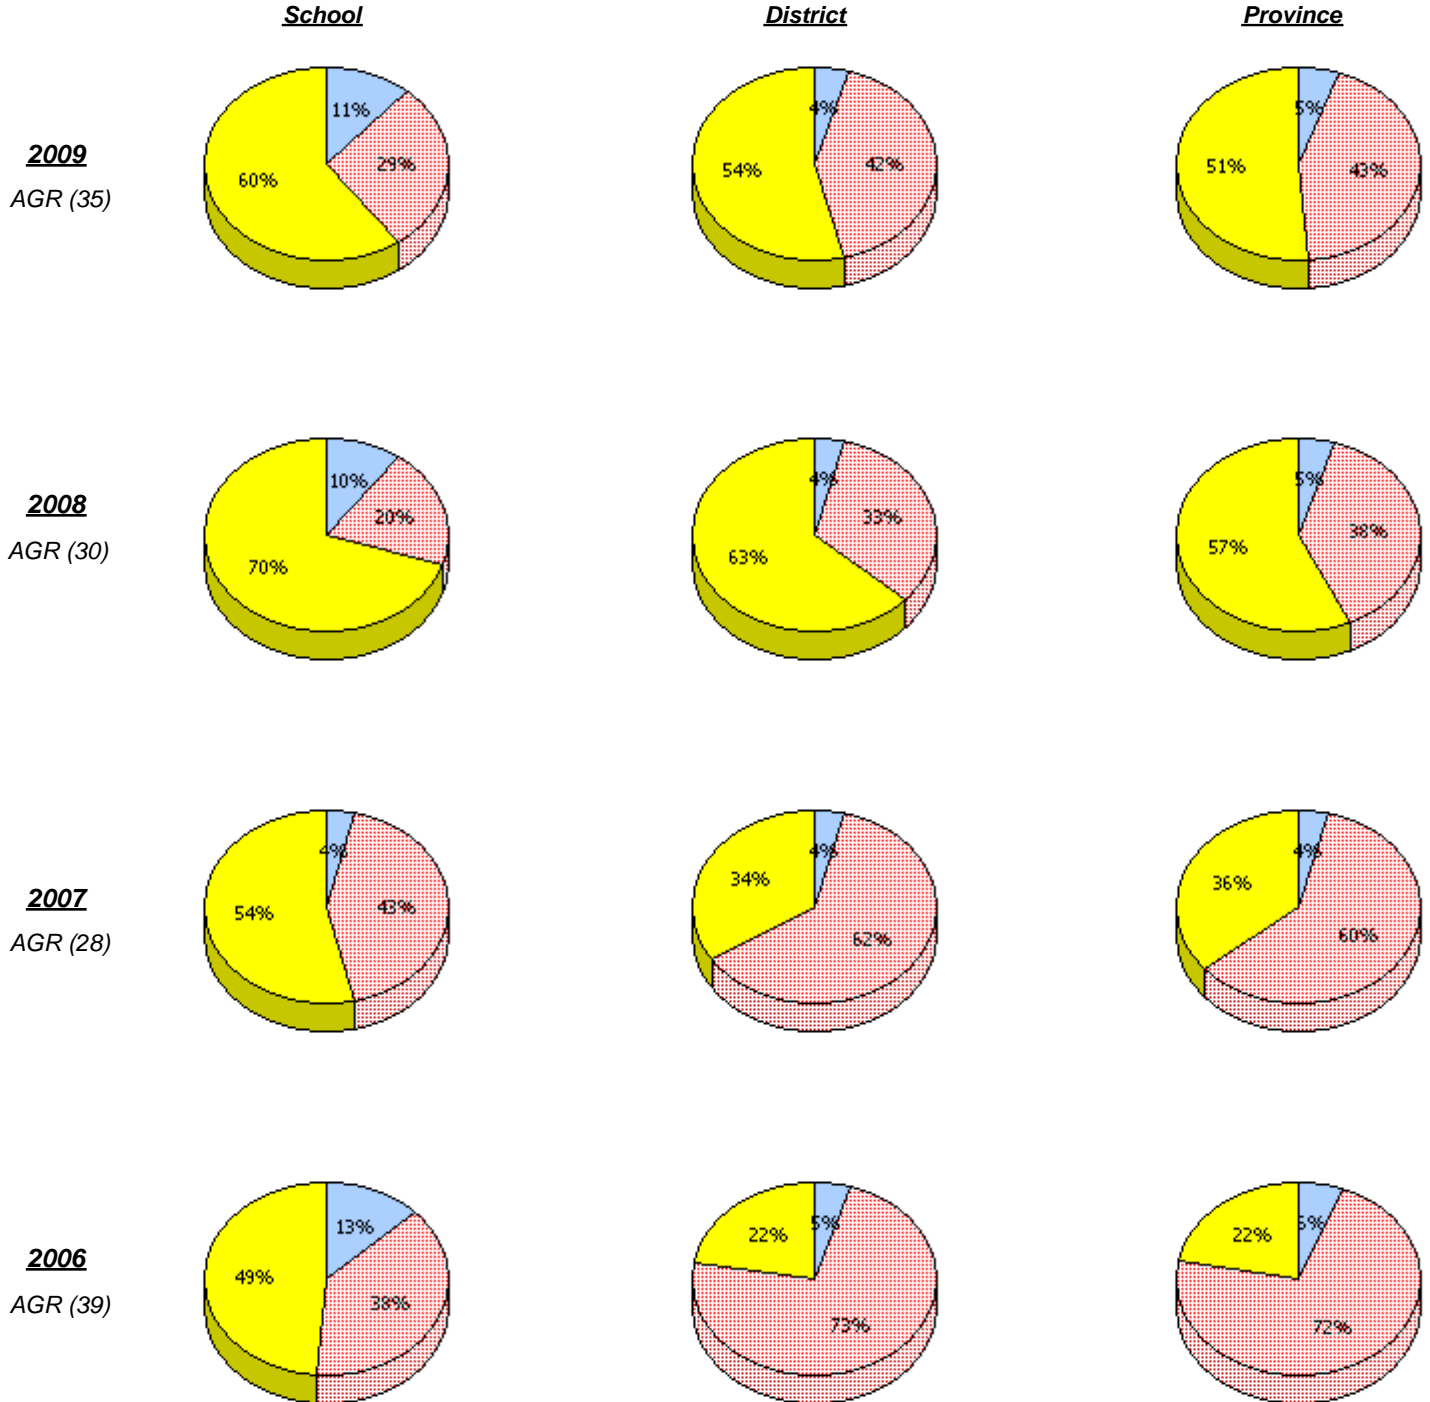 School District Province
11% 4% 5%
2009 29% 42% 43%
60% 54% 51%
AGR (35)
10% 4% 5%
2008 20% 33% 38%
70% 63% 57%
AGR (30)
4% 4% 4%
2007 34% 36%
54% 43% 62% 60%
AGR (28)
13% 5%
2006 22% 22%
49% 38% 73% 72%
AGR (39)